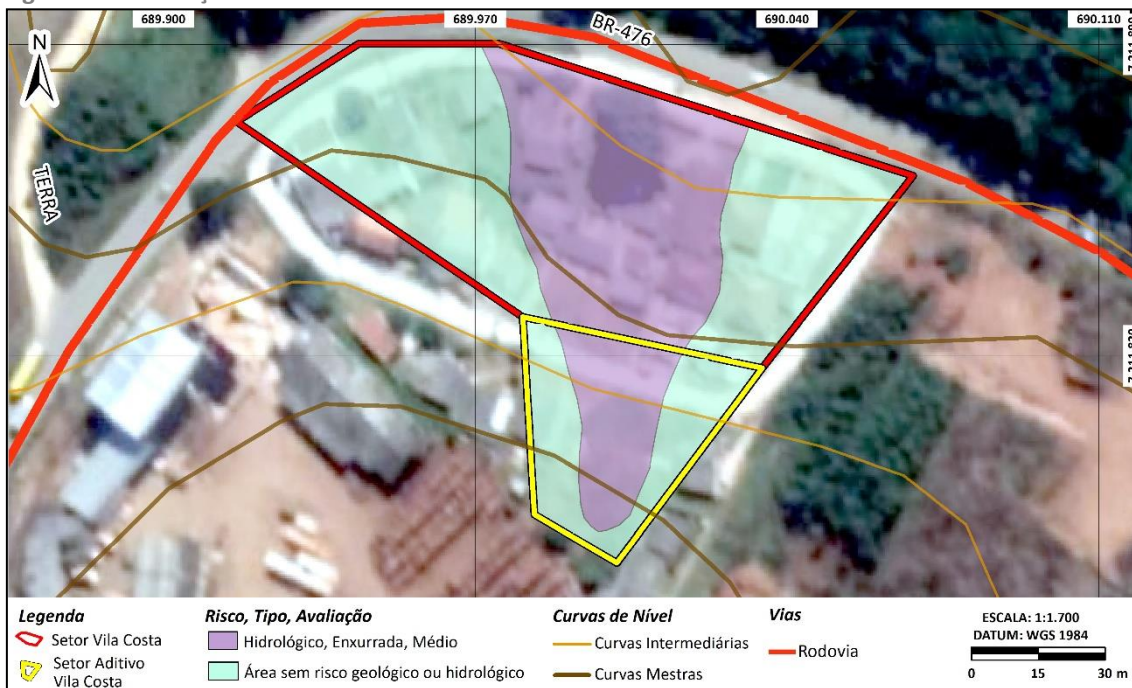 689.900
689.970
690.040
690.110
BR-476
N
TERRA
Legenda
Setor Vila Costa
Setor Aditivo
Vila Costa
Risco, Tipo, Avaliação
Hidrológico, Enxurrada, Médio
Área sem risco geológico ou hidrológico
Curvas de Nível
Curvas Intermediárias
Curvas Mestras
Vias
Rodovia
ESCALA: 1:1.700
DATUM: WGS 1984
0 15 30 m